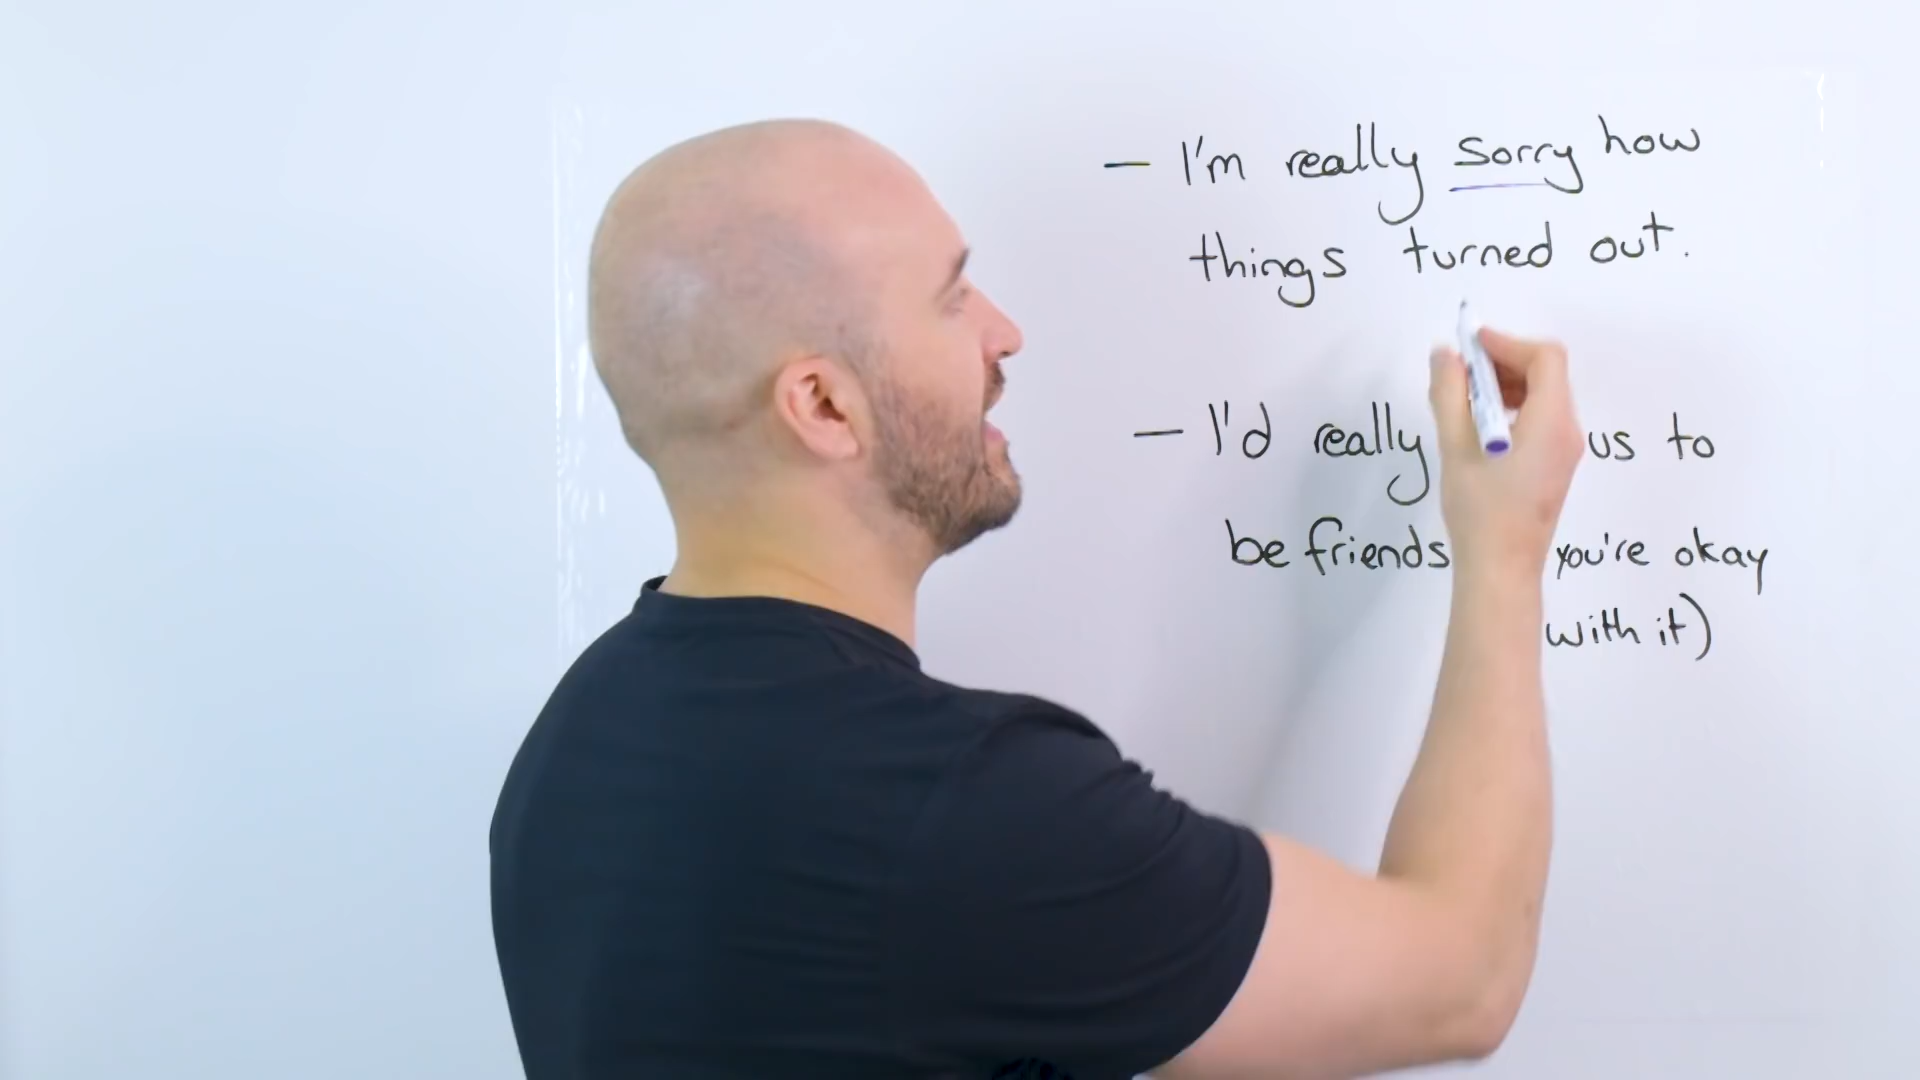 – I'm really sorry how
things turned out.
– I'd really us to
be friends you're okay
with it)